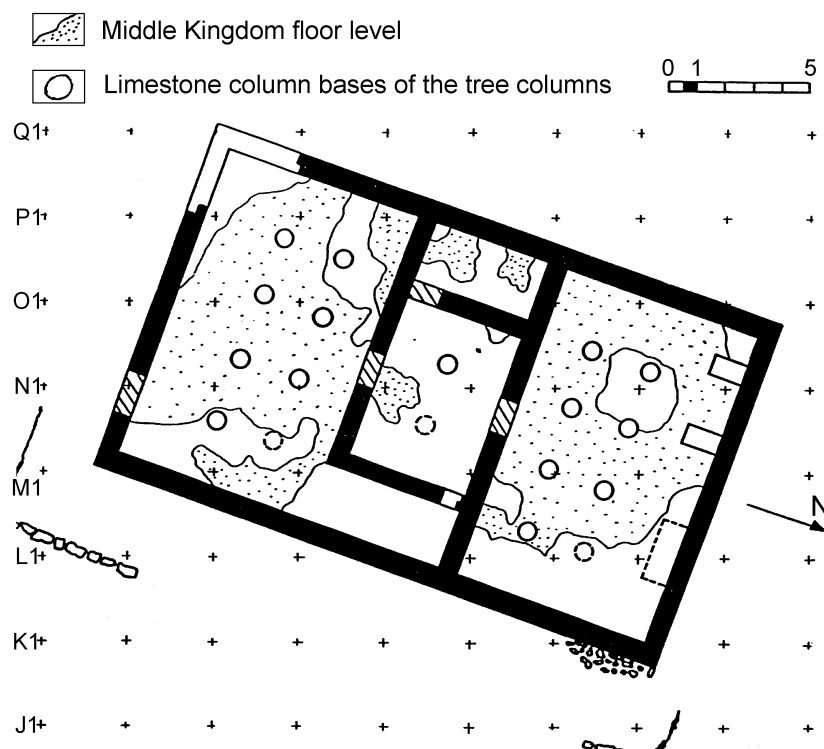 Middle Kingdom floor level
Limestone column bases of the tree columns
0 1 5
Q1
P1
O1
N1
M1
N
L1
K1
J1